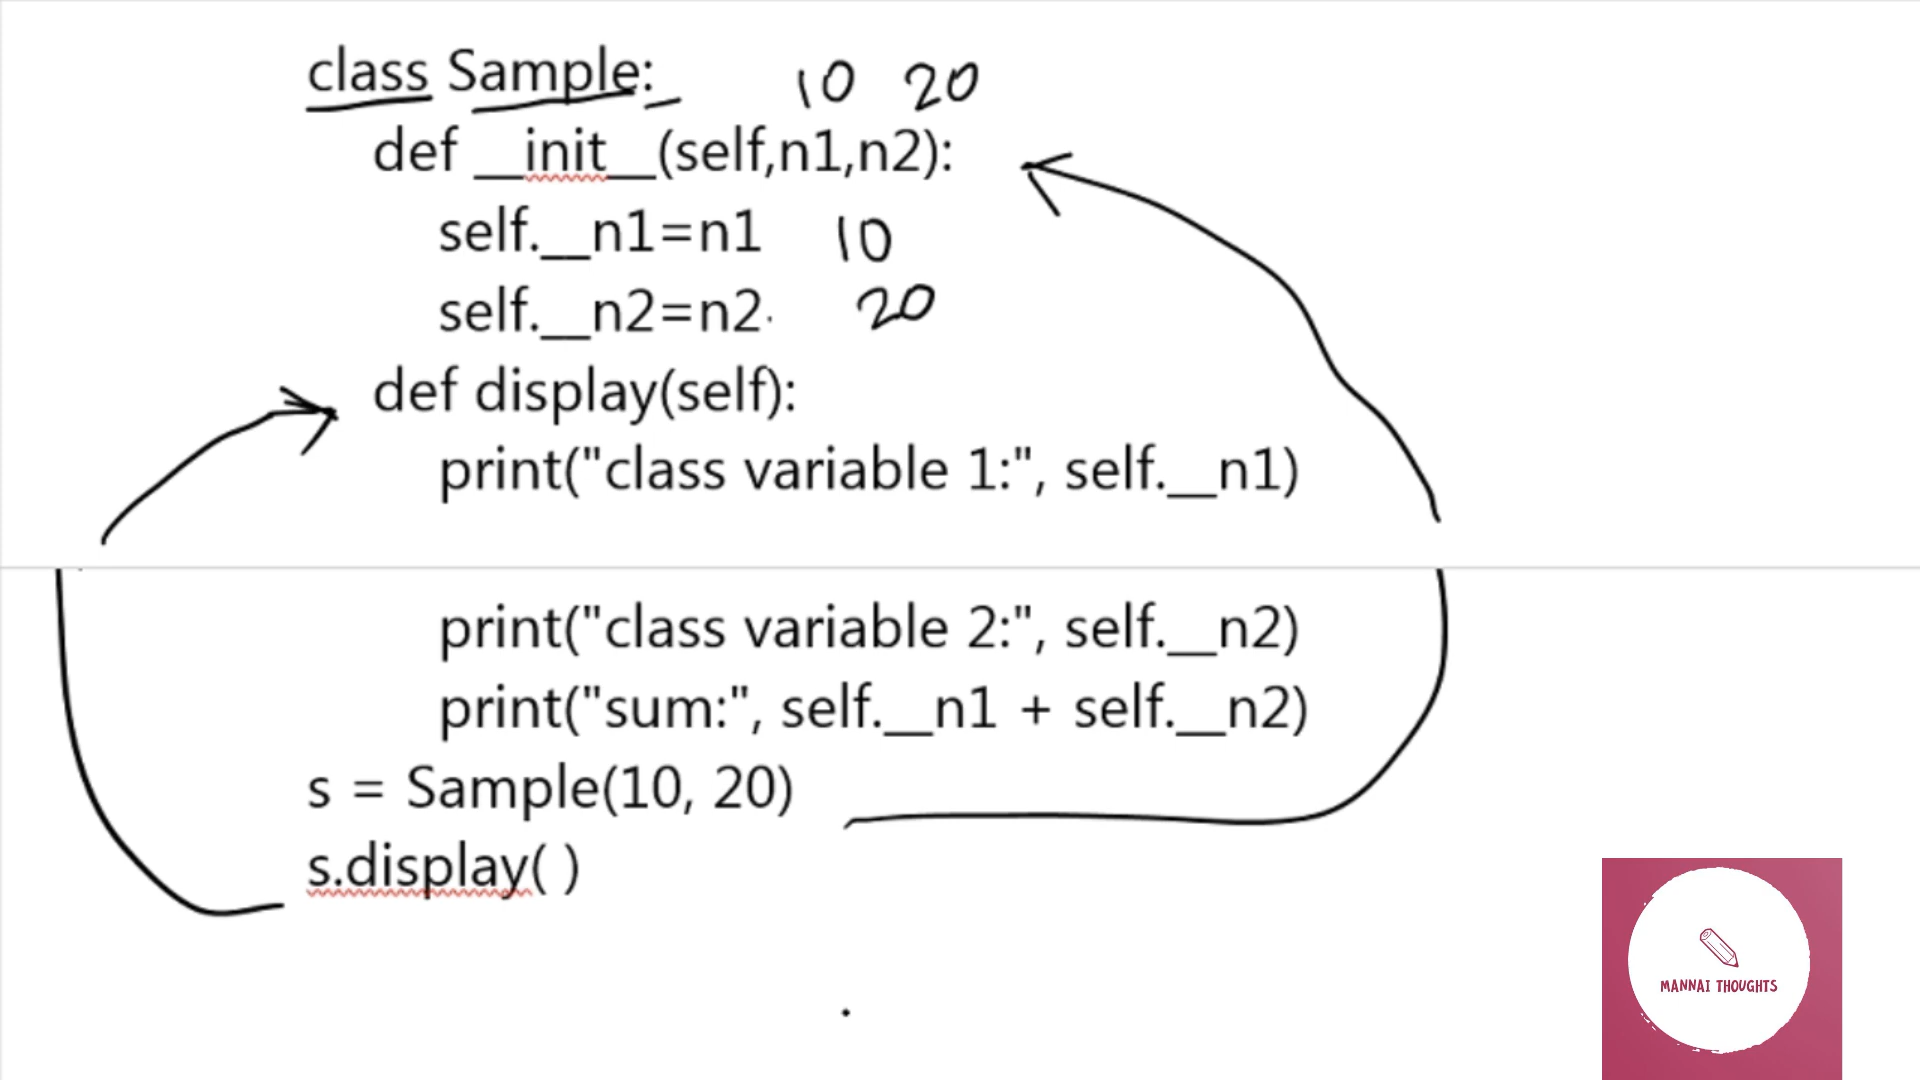 class Sample: 10 20
def __init__(self,n1,n2):
self.__n1=n1 10
self.__n2=n2 20
def display(self):
print("class variable 1:", self.__n1)
print("class variable 2:", self.__n2)
print("sum:", self.__n1 + self.__n2)
s = Sample(10, 20)
s.display( )
MANNAI THOUGHTS